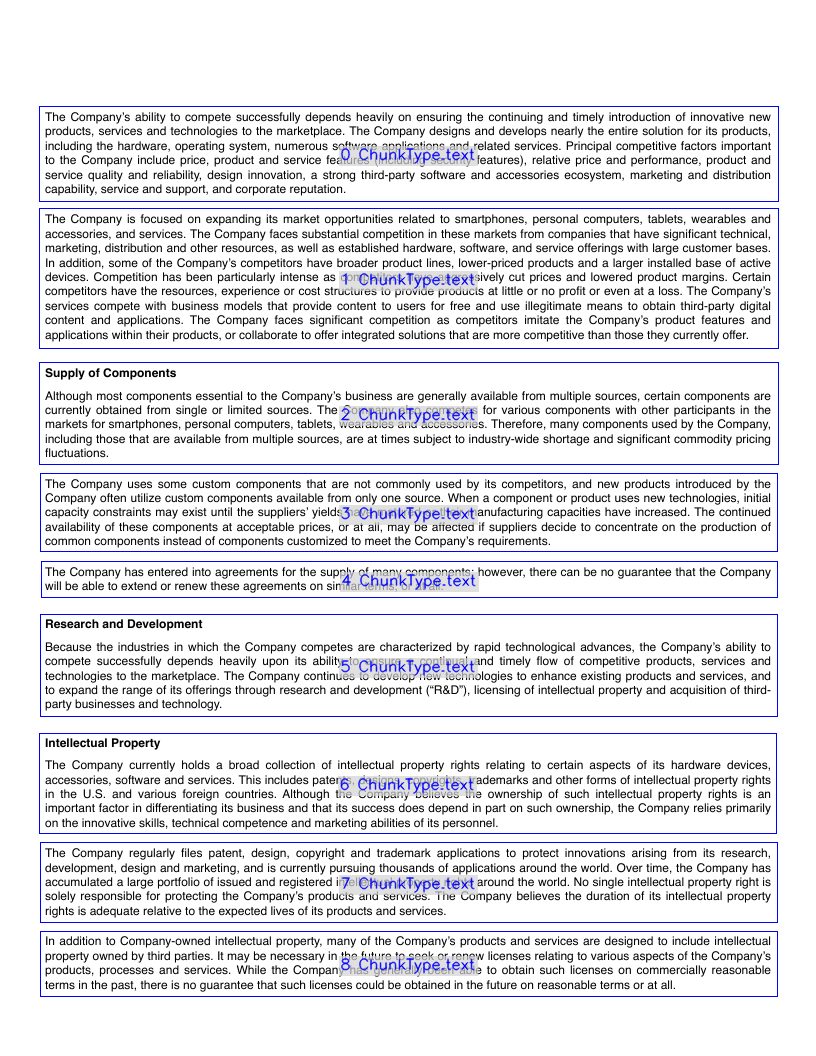 The Company's ability to compete successfully depends heavily on ensuring the continuing and timely introduction of innovative new
products, services and technologies to the marketplace. The Company designs and develops nearly the entire solution for its products,
including the hardware, operating system, numerous software applications and related services. Principal competitive factors important
0 ChunkType.text
to the Company include price, product and service features (including security features), relative price and performance, product and
service quality and reliability, design innovation, a strong third-party software and accessories ecosystem, marketing and distribution
capability, service and support, and corporate reputation.
The Company is focused on expanding its market opportunities related to smartphones, personal computers, tablets, wearables and
accessories, and services. The Company faces substantial competition in these markets from companies that have significant technical,
marketing, distribution and other resources, as well as established hardware, software, and service offerings with large customer bases.
In addition, some of the Company's competitors have broader product lines, lower-priced products and a larger installed base of active
devices. Competition has been particularly intense as competitors have aggressively cut prices and lowered product margins. Certain
1 ChunkType.text
competitors have the resources, experience or cost structures to provide products at little or no profit or even at a loss. The Company's
services compete with business models that provide content to users for free and use illegitimate means to obtain third-party digital
content and applications. The Company faces significant competition as competitors imitate the Company's product features and
applications within their products, or collaborate to offer integrated solutions that are more competitive than those they currently offer.
Supply of Components
Although most components essential to the Company's business are generally available from multiple sources, certain components are
currently obtained from single or limited sources. The Company also competes for various components with other participants in the
2 ChunkType.text
markets for smartphones, personal computers, tablets, wearables and accessories. Therefore, many components used by the Company,
including those that are available from multiple sources, are at times subject to industry-wide shortage and significant commodity pricing
fluctuations.
The Company uses some custom components that are not commonly used by its competitors, and new products introduced by the
Company often utilize custom components available from only one source. When a component or product uses new technologies, initial
capacity constraints may exist until the suppliers' yields have matured or their manufacturing capacities have increased. The continued
3 ChunkType.text
availability of these components at acceptable prices, or at all, may be affected if suppliers decide to concentrate on the production of
common components instead of components customized to meet the Company's requirements.
The Company has entered into agreements for the supply of many components; however, there can be no guarantee that the Company
4 ChunkType.text
will be able to extend or renew these agreements on similar terms, or at all.
Research and Development
Because the industries in which the Company competes are characterized by rapid technological advances, the Company's ability to
compete successfully depends heavily upon its ability to ensure a continual and timely flow of competitive products, services and
5 ChunkType.text
technologies to the marketplace. The Company continues to develop new technologies to enhance existing products and services, and
to expand the range of its offerings through research and development ("R&D"), licensing of intellectual property and acquisition of third-
party businesses and technology.
Intellectual Property
The Company currently holds a broad collection of intellectual property rights relating to certain aspects of its hardware devices,
accessories, software and services. This includes patents, designs, copyrights, trademarks and other forms of intellectual property rights
6 ChunkType.text
in the U.S. and various foreign countries. Although the Company believes the ownership of such intellectual property rights is an
important factor in differentiating its business and that its success does depend in part on such ownership, the Company relies primarily
on the innovative skills, technical competence and marketing abilities of its personnel.
The Company regularly files patent, design, copyright and trademark applications to protect innovations arising from its research,
development, design and marketing, and is currently pursuing thousands of applications around the world. Over time, the Company has
accumulated a large portfolio of issued and registered intellectual property rights around the world. No single intellectual property right is
7 ChunkType.text
solely responsible for protecting the Company's products and services. The Company believes the duration of its intellectual property
rights is adequate relative to the expected lives of its products and services.
In addition to Company-owned intellectual property, many of the Company's products and services are designed to include intellectual
property owned by third parties. It may be necessary in the future to seek or renew licenses relating to various aspects of the Company's
8 ChunkType.text
products, processes and services. While the Company has generally been able to obtain such licenses on commercially reasonable
terms in the past, there is no guarantee that such licenses could be obtained in the future on reasonable terms or at all.